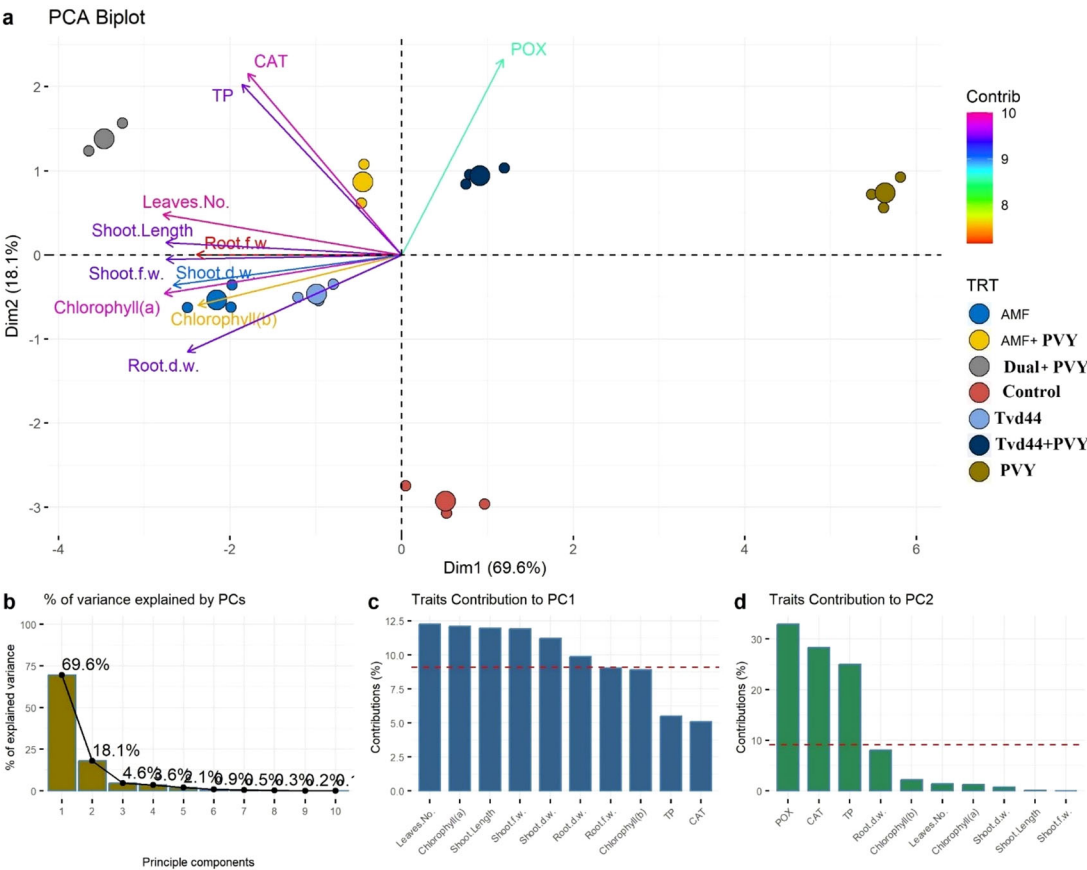 a PCA Biplot
CAT
POX
TP
Leaves.No.
Shoot.Length
Root.f.w.
Shoot.f.w.
Shoot.d.w.
Chlorophyll(a)
Chlorophyll(b)
Root.d.w.
2
1
0
-1
-2
-3
Dim2 (18.1%)
-4 -2 0 2 4 6
Dim1 (69.6%)
Contrib
10
9
8
TRT
AMF
AMF+ PVY
Dual+ PVY
Control
Tvd44
Tvd44+PVY
PVY
b % of variance explained by PCs
100
75
50
25
0
% of explained variance
69.6%
18.1%
4.6% 3.6% 2.1% 0.9% 0.5% 0.3% 0.2%
1 2 3 4 5 6 7 8 9 10
Principle components
c Traits Contribution to PC1
12.5
10.0
7.5
5.0
2.5
0.0
Contributions (%)
Leaves.No. Chlorophyll(a) Shoot.Length Shoot.f.w. Shoot.d.w. Root.d.w. Root.f.w. Chlorophyll(b) TP CAT
d Traits Contribution to PC2
30
20
10
0
Contributions (%)
POX CAT TP Root.d.w. Chlorophyll(b) Leaves.No. Chlorophyll(a) Shoot.d.w. Shoot.Length Shoot.f.w.